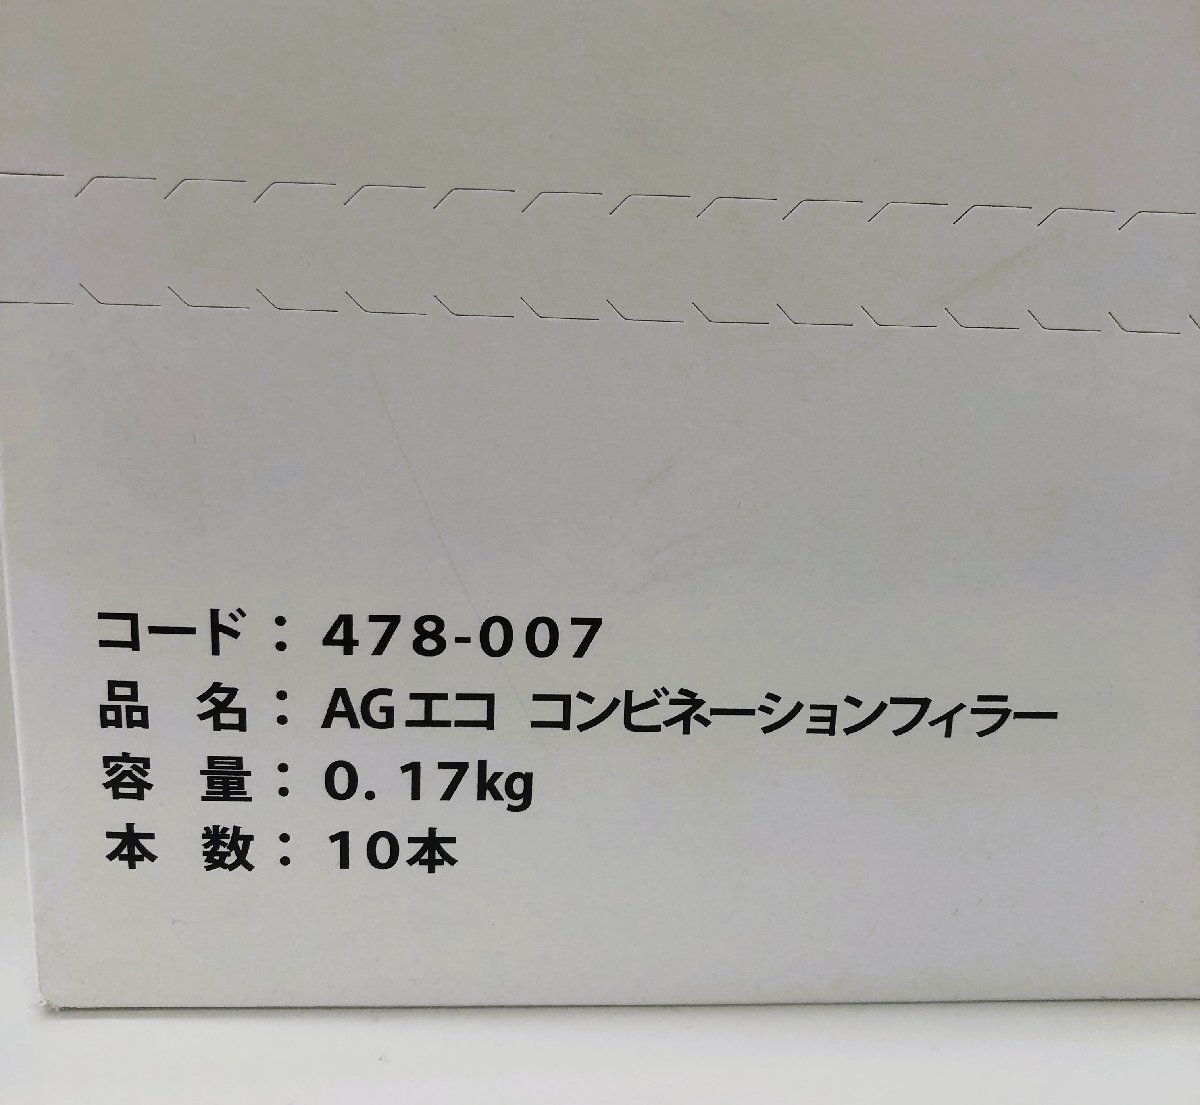 コード：478-007
品　名：AGエコ コンビネーションフィラー
容　量：0.17kg
本　数：10本